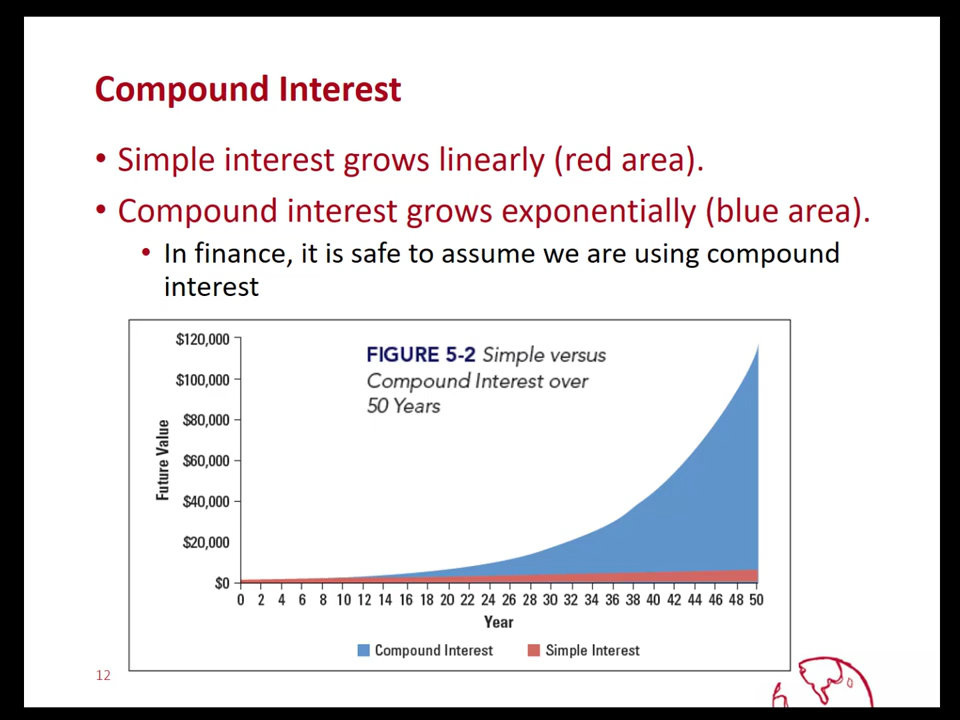 Compound Interest
• Simple interest grows linearly (red area).
• Compound interest grows exponentially (blue area).
• In finance, it is safe to assume we are using compound
interest
FIGURE 5-2 Simple versus
Compound Interest over
50 Years
Future Value
$120,000
$100,000
$80,000
$60,000
$40,000
$20,000
$0
0 2 4 6 8 10 12 14 16 18 20 22 24 26 28 30 32 34 36 38 40 42 44 46 48 50
Year
Compound Interest Simple Interest
12